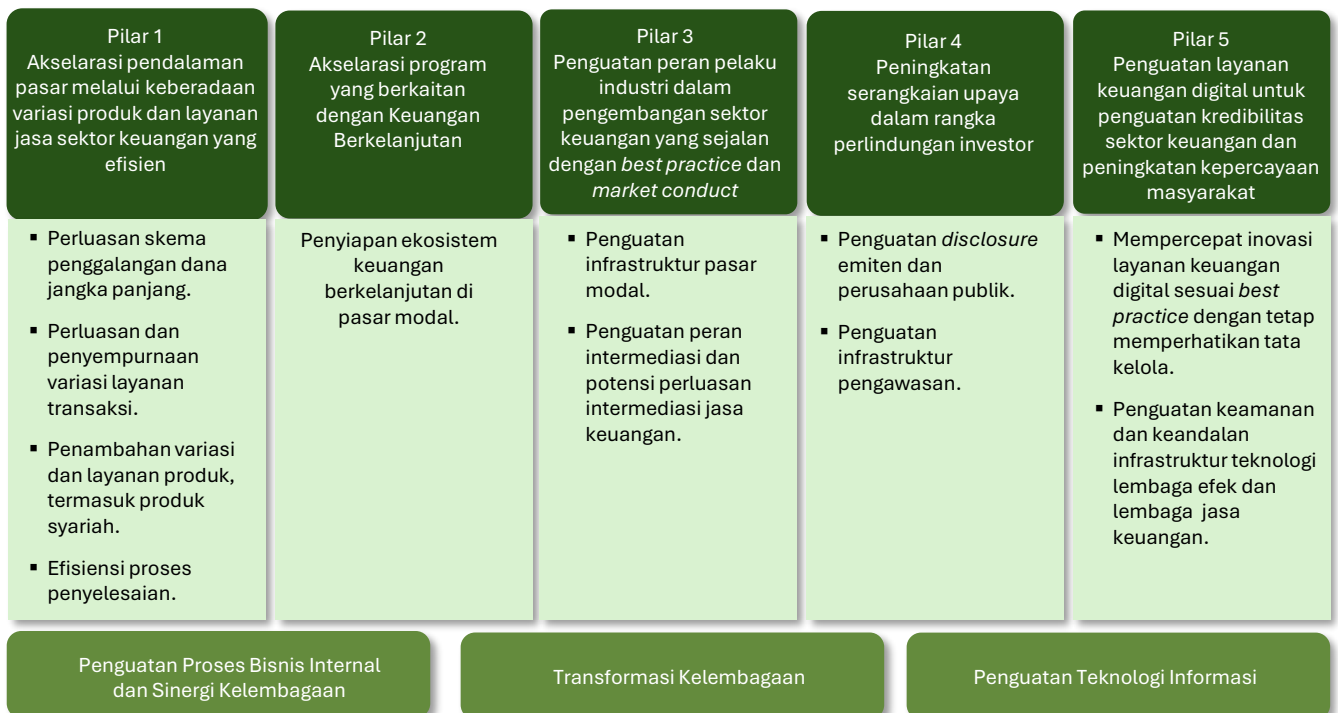 Pilar 1
Akselarasi pendalaman
pasar melalui keberadaan
variasi produk dan layanan
jasa sektor keuangan yang
efisien
Pilar 2
Akselarasi program
yang berkaitan
dengan Keuangan
Berkelanjutan
Pilar 3
Penguatan peran pelaku
industri dalam
pengembangan sektor
keuangan yang sejalan
dengan best practice dan
market conduct
Pilar 4
Peningkatan
serangkaian upaya
dalam rangka
perlindungan investor
Pilar 5
Penguatan layanan
keuangan digital untuk
penguatan kredibilitas
sektor keuangan dan
peningkatan kepercayaan
masyarakat
▪ Perluasan skema
penggalangan dana
jangka panjang.
▪ Perluasan dan
penyempurnaan
variasi layanan
transaksi.
▪ Penambahan variasi
dan layanan produk,
termasuk produk
syariah.
▪ Efisiensi proses
penyelesaian.
Penyiapan ekosistem
keuangan
berkelanjutan di
pasar modal.
▪ Penguatan
infrastruktur pasar
modal.
▪ Penguatan peran
intermediasi dan
potensi perluasan
intermediasi jasa
keuangan.
▪ Penguatan disclosure
emiten dan
perusahaan publik.
▪ Penguatan
infrastruktur
pengawasan.
▪ Mempercepat inovasi
layanan keuangan
digital sesuai best
practice dengan tetap
memperhatikan tata
kelola.
▪ Penguatan keamanan
dan keandalan
infrastruktur teknologi
lembaga efek dan
lembaga jasa
keuangan.
Penguatan Proses Bisnis Internal
dan Sinergi Kelembagaan
Transformasi Kelembagaan
Penguatan Teknologi Informasi